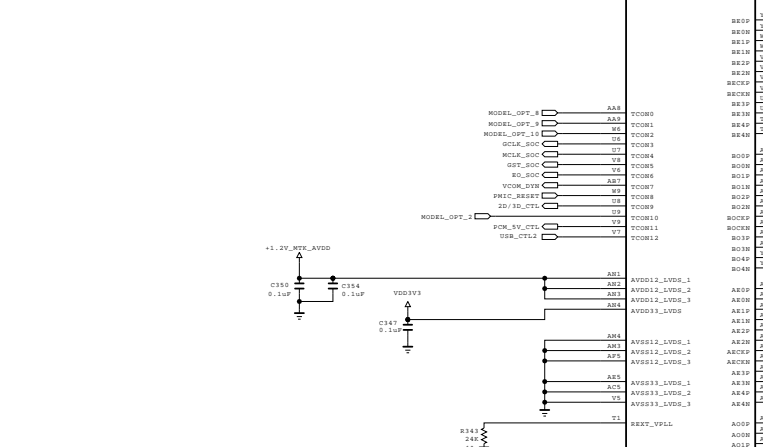 MODEL_OPT_8 AA8 TCON0
MODEL_OPT_9 AA9 TCON1
MODEL_OPT_10 W6 TCON2
GCLK_SOC U6 TCON3
MCLK_SOC U7 TCON4
GST_SOC V8 TCON5
EO_SOC V6 TCON6
VCOM_DYN AB7 TCON7
PMIC_RESET W9 TCON8
2D/3D_CTL U8 TCON9
MODEL_OPT_2 U9 TCON10
PCM_5V_CTL V9 TCON11
USB_CTL2 V7 TCON12
+1.2V_MTK_AVDD
C350
0.1uF
C354
0.1uF
VDD3V3
C347
0.1uF
AN1 AVDD12_LVDS_1
AN2 AVDD12_LVDS_2
AN3 AVDD12_LVDS_3
AN4 AVDD33_LVDS
AM4 AVSS12_LVDS_1
AM3 AVSS12_LVDS_2
AF5 AVSS12_LVDS_3
AE5 AVSS33_LVDS_1
AC5 AVSS33_LVDS_2
V5 AVSS33_LVDS_3
T1 REXT_VPLL
R343
24K
BE0P
BE0N
BE1P
BE1N
BE2P
BE2N
BECKP
BECKN
BE3P
BE3N
BE4P
BE4N
BO0P
BO0N
BO1P
BO1N
BO2P
BO2N
BOCKP
BOCKN
BO3P
BO3N
BO4P
BO4N
AE0P
AE0N
AE1P
AE1N
AE2P
AE2N
AECKP
AECKN
AE3P
AE3N
AE4P
AE4N
AO0P
AO0N
AO1P